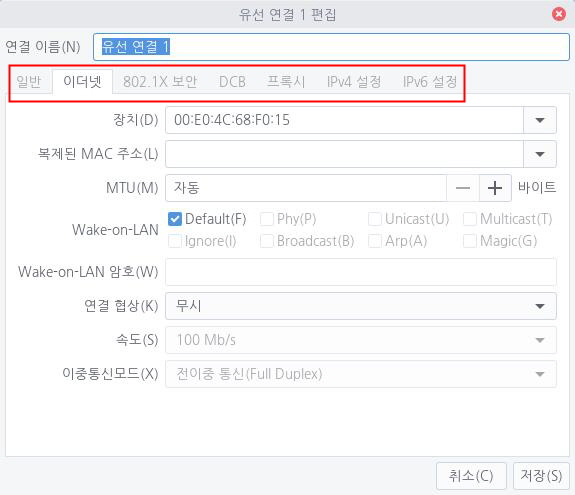 유선 연결 1 편집
연결 이름(N) 유선 연결 1
일반 이더넷 802.1X 보안 DCB 프록시 IPv4 설정 IPv6 설정
장치(D) 00:E0:4C:68:F0:15
복제된 MAC 주소(L)
MTU(M) 자동 — + 바이트
Wake-on-LAN Default(F) Phy(P) Unicast(U) Multicast(T)
Ignore(I) Broadcast(B) Arp(A) Magic(G)
Wake-on-LAN 암호(W)
연결 협상(K) 무시
속도(S) 100 Mb/s
이중통신모드(X) 전이중 통신(Full Duplex)
취소(C) 저장(S)